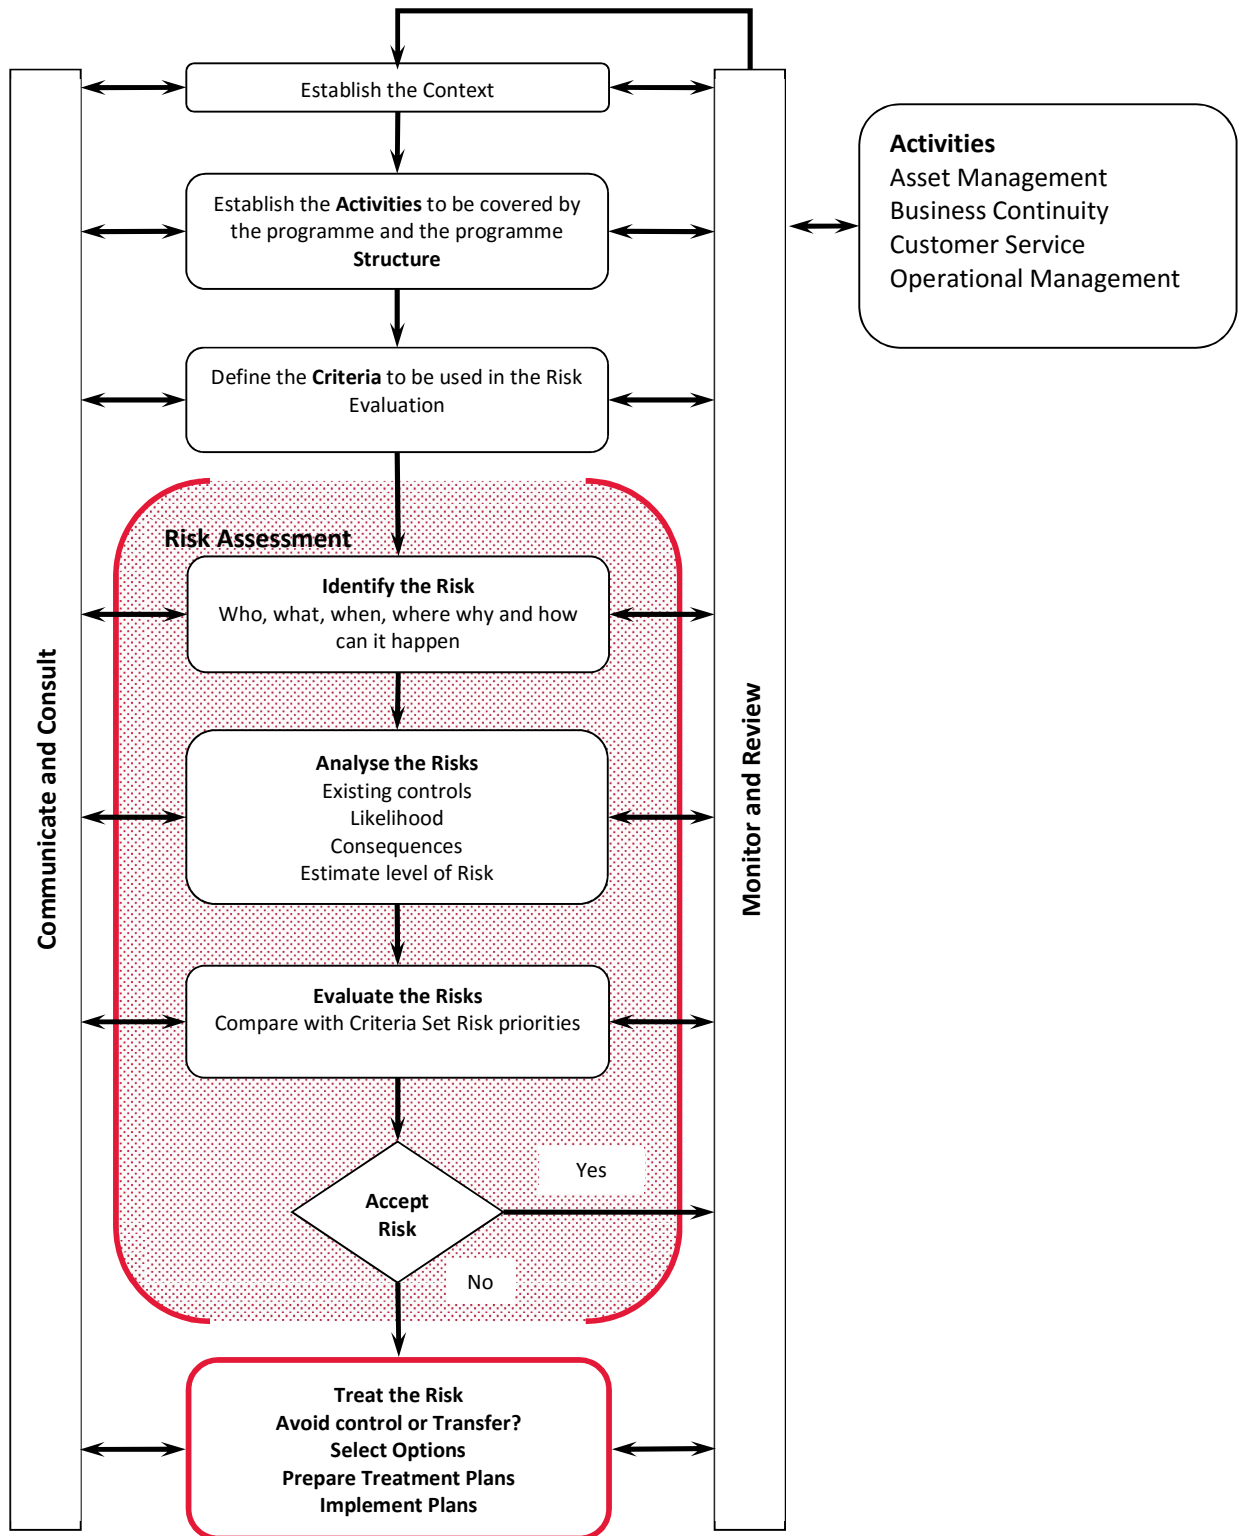 Establish the Context
Establish the Activities to be covered by
the programme and the programme
Structure
Define the Criteria to be used in the Risk
Evaluation
Risk Assessment
Identify the Risk
Who, what, when, where why and how
can it happen
Analyse the Risks
Existing controls
Likelihood
Consequences
Estimate level of Risk
Evaluate the Risks
Compare with Criteria Set Risk priorities
Accept
Risk
Yes
No
Treat the Risk
Avoid control or Transfer?
Select Options
Prepare Treatment Plans
Implement Plans
Communicate and Consult
Monitor and Review
Activities
Asset Management
Business Continuity
Customer Service
Operational Management